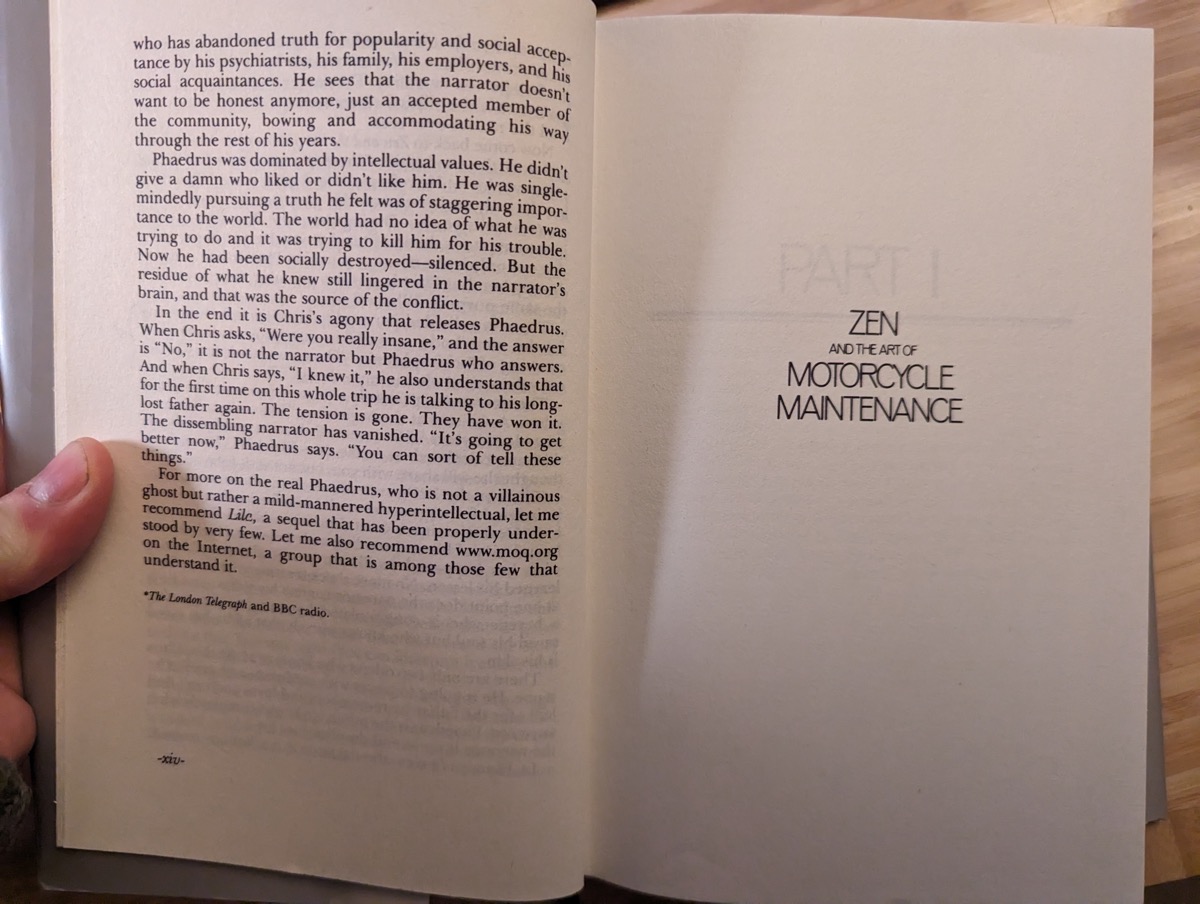 who has abandoned truth for popularity and social accep-
tance by his psychiatrists, his family, his employers, and his
social acquaintances. He sees that the narrator doesn't
want to be honest anymore, just an accepted member of
the community, bowing and accommodating his way
through the rest of his years.
Phaedrus was dominated by intellectual values. He didn't
give a damn who liked or didn't like him. He was single-
mindedly pursuing a truth he felt was of staggering impor-
tance to the world. The world had no idea of what he was
trying to do and it was trying to kill him for his trouble.
Now he had been socially destroyed—silenced. But the
residue of what he knew still lingered in the narrator's
brain, and that was the source of the conflict.
In the end it is Chris's agony that releases Phaedrus.
When Chris asks, “Were you really insane,” and the answer
is “No,” it is not the narrator but Phaedrus who answers.
And when Chris says, “I knew it,” he also understands that
for the first time on this whole trip he is talking to his long-
lost father again. The tension is gone. They have won it.
The dissembling narrator has vanished. “It's going to get
better now,” Phaedrus says. “You can sort of tell these
things.”
For more on the real Phaedrus, who is not a villainous
ghost but rather a mild-mannered hyperintellectual, let me
recommend Lilc, a sequel that has been properly under-
stood by very few. Let me also recommend www.moq.org
on the Internet, a group that is among those few that
understand it.
*The London Telegraph and BBC radio.
-xiv-
PART I
ZEN
AND THE ART OF
MOTORCYCLE
MAINTENANCE